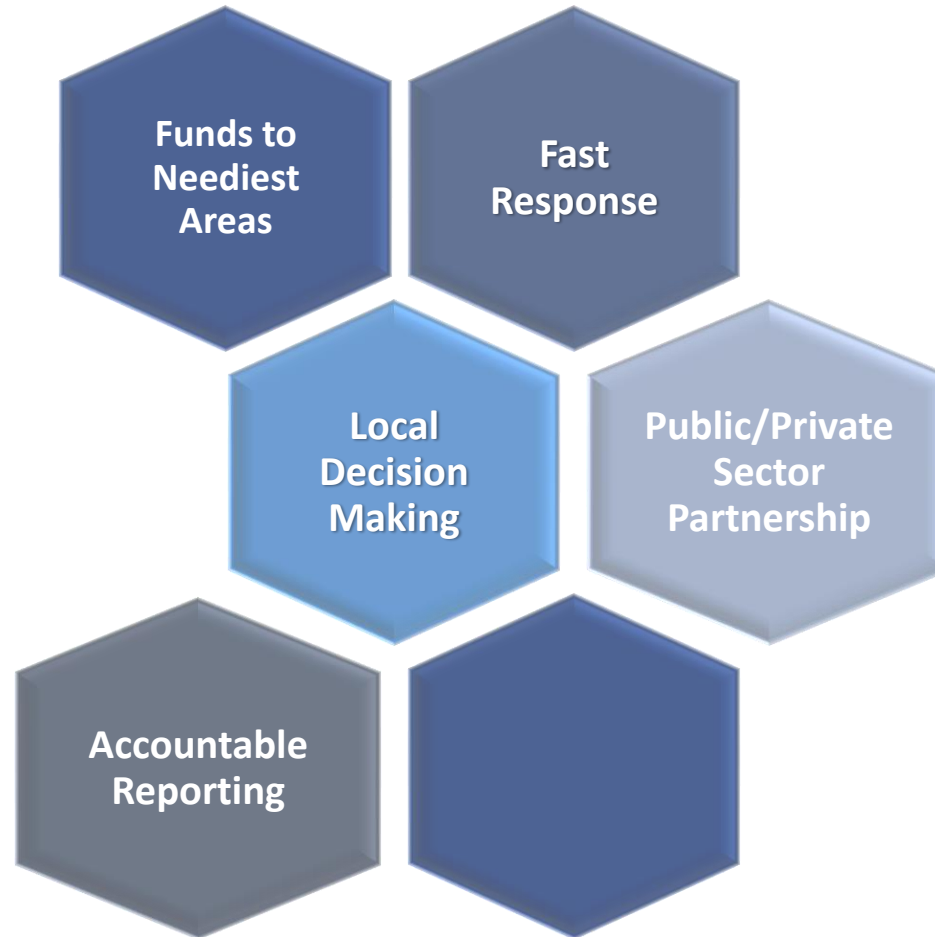 Funds to
Neediest
Areas
Fast
Response
Local
Decision
Making
Public/Private
Sector
Partnership
Accountable
Reporting